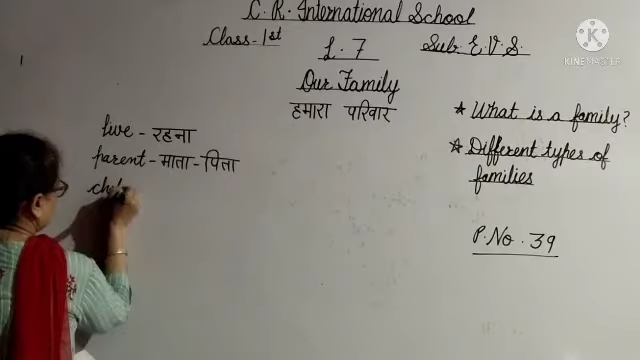 C. R. International School
Class-1st
L. 7
Sub. E. V. S.
Our Family
हमारा परिवार
live - रहना
parent - माता - पिता
* What is a family?
* Different types of
families
P. No. 39
KINEMASTER